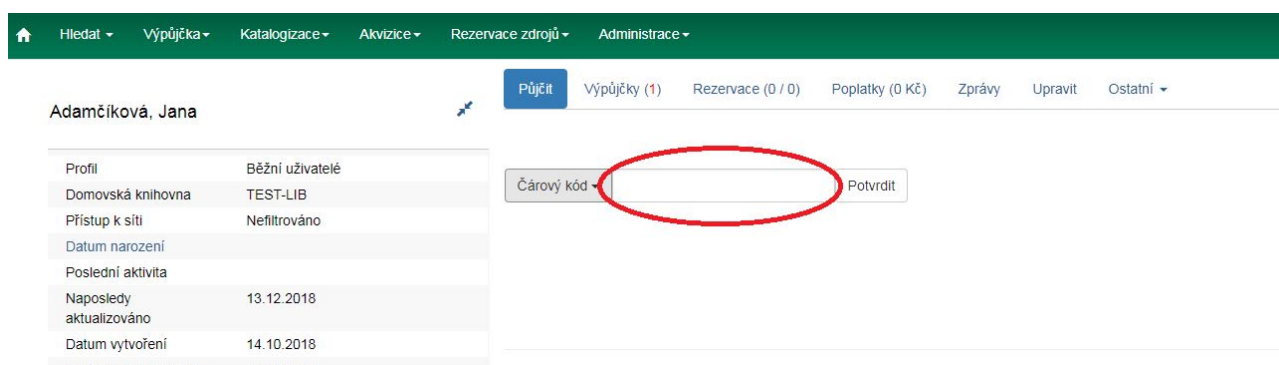 Hledat Výpůjčka Katalogizace Akvizice Rezervace zdrojů Administrace
Adamčíková, Jana
Půjčit Výpůjčky (1) Rezervace (0 / 0) Poplatky (0 Kč) Zprávy Upravit Ostatní
Profil Běžní uživatelé
Domovská knihovna TEST-LIB
Přístup k síti Nefiltrováno
Datum narození
Poslední aktivita
Naposledy aktualizováno 13.12.2018
Datum vytvoření 14.10.2018
Čárový kód Potvrdit